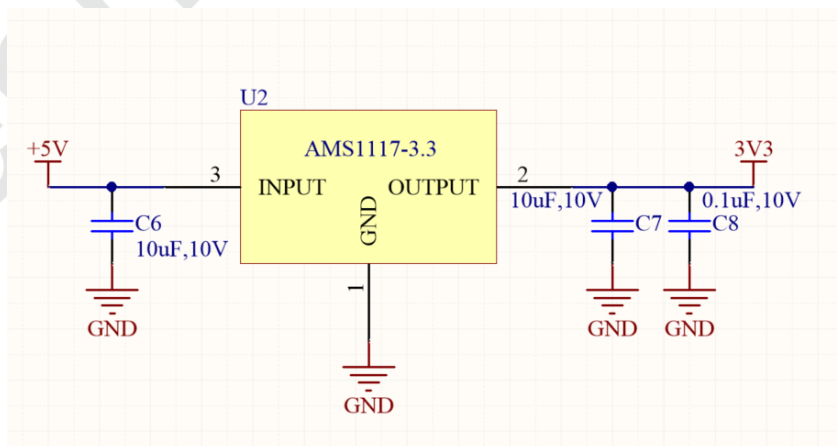 U2
+5V
AMS1117-3.3
3V3
3
INPUT
OUTPUT
2
10uF,10V
0.1uF,10V
GND
C6
10uF,10V
C7
C8
1
GND
GND
GND
GND